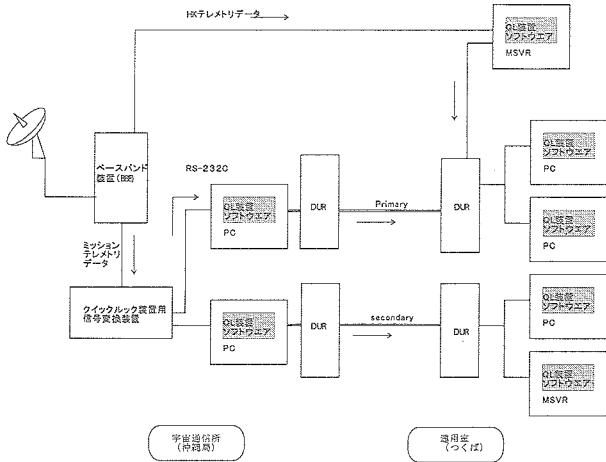 HKテレメトリデータ
QL装置
ソフトウエア
MSVR
ベースバンド
装置(BBE)
RS-232C
QL装置
ソフトウエア
PC
DUR
Primary
DUR
QL装置
ソフトウエア
PC
QL装置
ソフトウエア
PC
ミッション
テレメトリ
データ
クイックルック装置用
信号変換装置
QL装置
ソフトウエア
PC
DUR
secondary
DUR
QL装置
ソフトウエア
PC
QL装置
ソフトウエア
MSVR
宇宙通信所
(沖縄局)
運用室
(つくば)